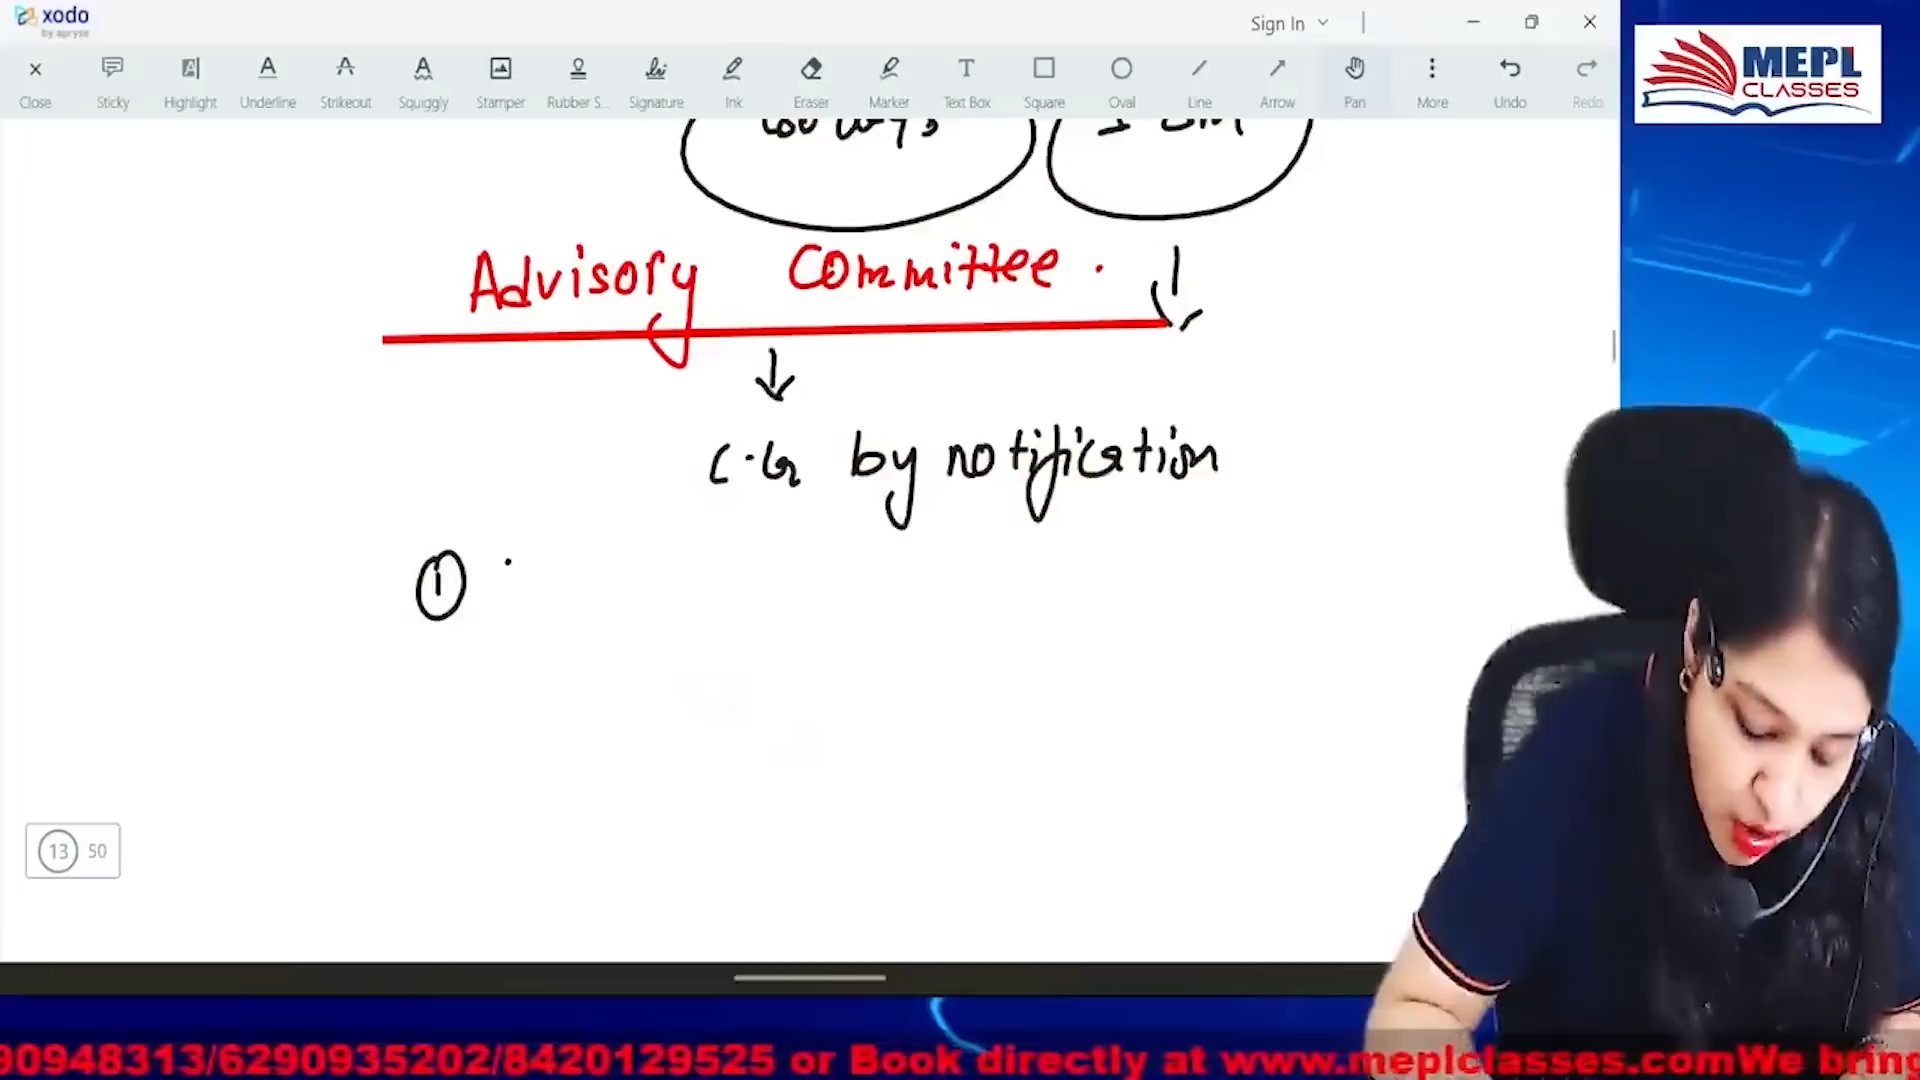 xodo
by apryse
Sign In
Close
Sticky
Highlight
Underline
Strikeout
Squiggly
Stamper
Rubber S...
Signature
Ink
Eraser
Marker
Text Box
Square
Oval
Line
Arrow
Pan
More
Undo
Redo
MEPL
CLASSES
Advisory Committee.
C.G by notification
①
13 50
90948313/6290935202/8420129525 or Book directly at www.meplclasses.comWe bring